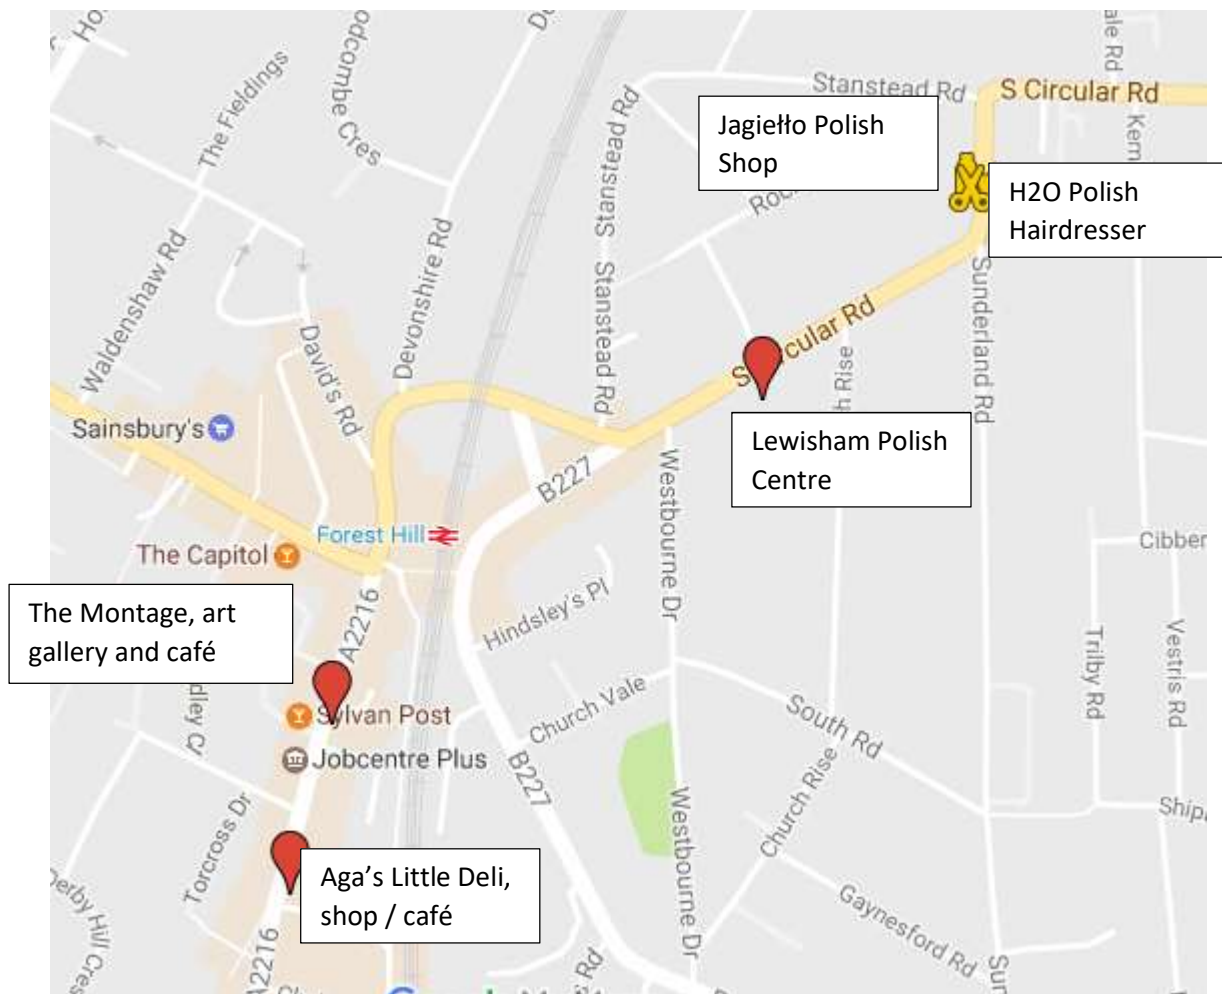 Stanstead Rd
S Circular Rd
The Fieldings
Stanstead Rd
Jagiełło Polish
Shop
H2O Polish
Hairdresser
Waldenshaw Rd
Devonshire Rd
Stanstead Rd
Stanstead Rd
Sunderland Rd
David's Rd
Sainsbury's
Lewisham Polish
Centre
B227
Westbourne Dr
Forest Hill
The Capitol
The Montage, art
gallery and café
A2216
Hindsley's Pl
Trilby Rd
Vestris Rd
Sylvan Post
Church Vale
South Rd
Jobcentre Plus
B227
Westbourne Dr
Church Rise
Torcross Dr
Aga's Little Deli,
shop / café
Gaynesford Rd
A2216